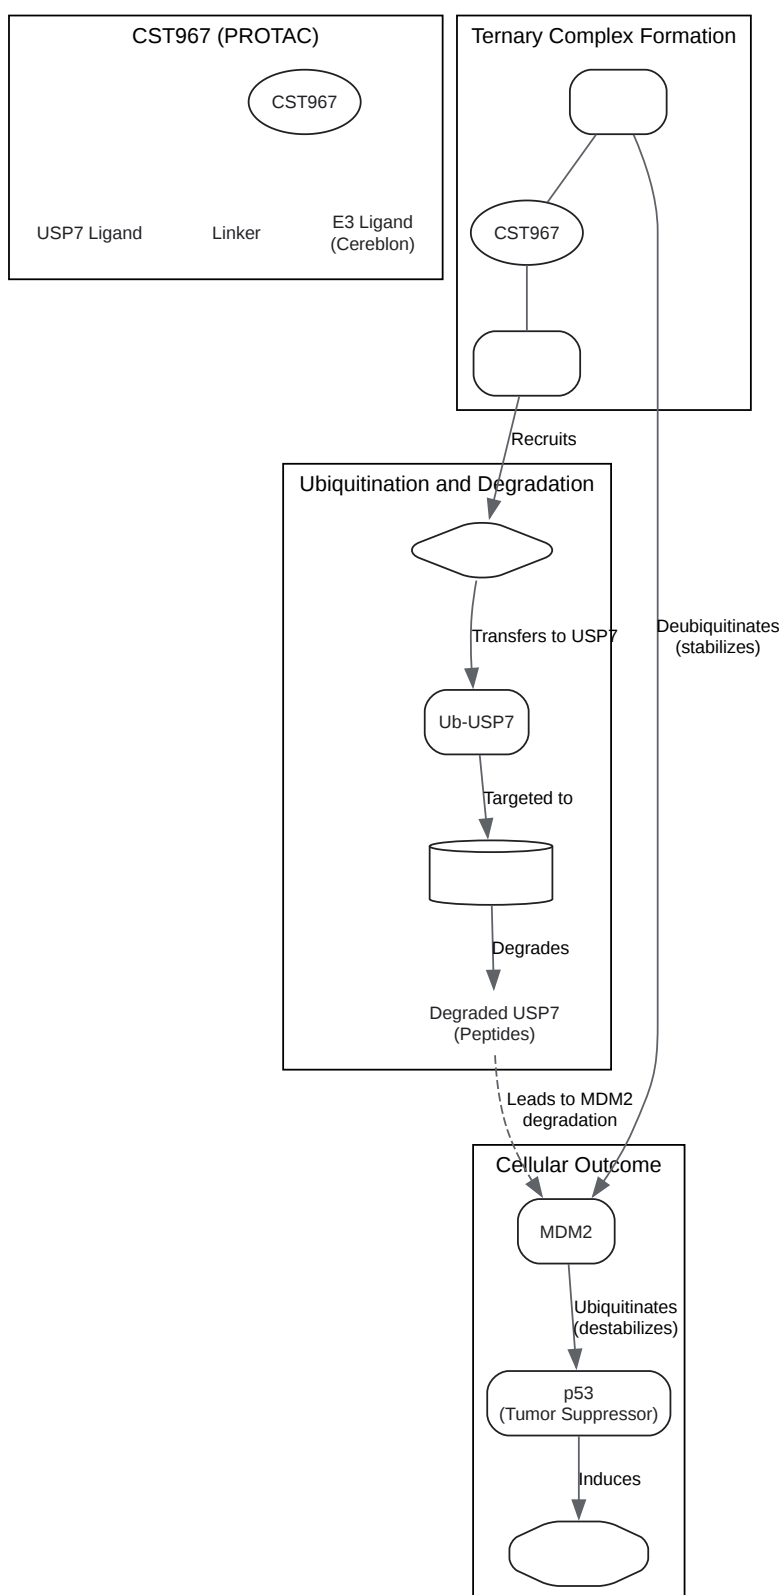 CST967 (PROTAC)
CST967
USP7 Ligand
Linker
E3 Ligand
(Cereblon)
Ternary Complex Formation
CST967
Recruits
Ubiquitination and Degradation
Transfers to USP7
Deubiquitinates
(stabilizes)
Ub-USP7
Targeted to
Degrades
Degraded USP7
(Peptides)
Leads to MDM2
degradation
Cellular Outcome
MDM2
Ubiquitinates
(destabilizes)
p53
(Tumor Suppressor)
Induces